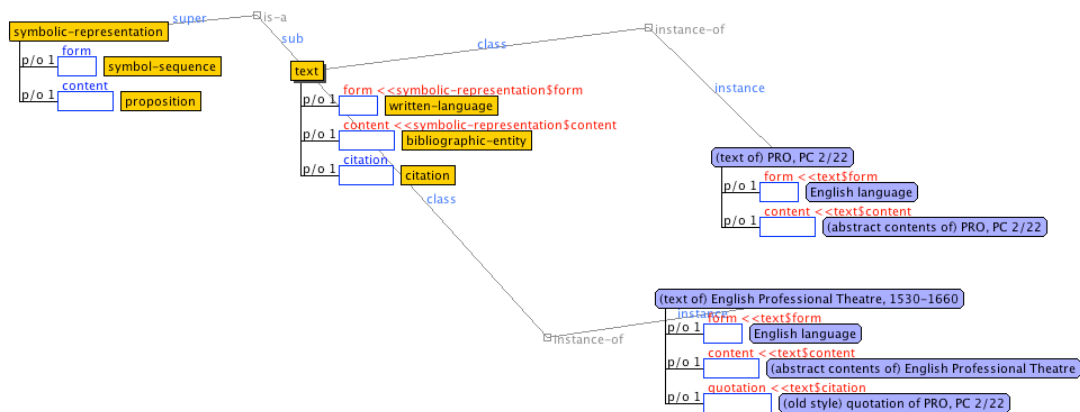 super
is-a
symbolic-representation
p/o 1
form
symbol-sequence
p/o 1
content
proposition
sub
text
class
instance-of
p/o 1
form <<symbolic-representation$form
written-language
p/o 1
content <<symbolic-representation$content
bibliographic-entity
p/o 1
citation
citation
class
instance
(text of) PRO, PC 2/22
p/o 1
form <<text$form
English language
p/o 1
content <<text$content
(abstract contents of) PRO, PC 2/22
instance-of
instance
(text of) English Professional Theatre, 1530-1660
p/o 1
form <<text$form
English language
p/o 1
content <<text$content
(abstract contents of) English Professional Theatre
p/o 1
quotation <<text$citation
(old style) quotation of PRO, PC 2/22